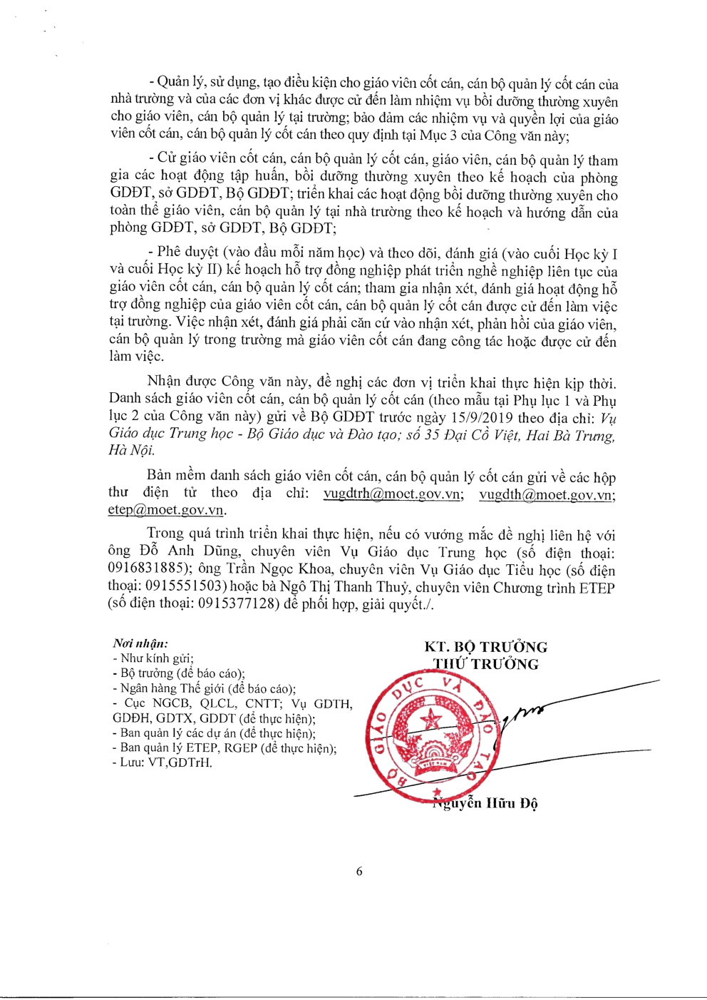 - Quản lý, sử dụng, tạo điều kiện cho giáo viên cốt cán, cán bộ quản lý cốt cán của
nhà trường và của các đơn vị khác được cử đến làm nhiệm vụ bồi dưỡng thường xuyên
cho giáo viên, cán bộ quản lý tại trường; bảo đảm các nhiệm vụ và quyền lợi của giáo
viên cốt cán, cán bộ quản lý cốt cán theo quy định tại Mục 3 của Công văn này;
- Cử giáo viên cốt cán, cán bộ quản lý cốt cán, giáo viên, cán bộ quản lý tham
gia các hoạt động tập huấn, bồi dưỡng thường xuyên theo kế hoạch của phòng
GDĐT, sở GDĐT, Bộ GDĐT; triển khai các hoạt động bồi dưỡng thường xuyên cho
toàn thể giáo viên, cán bộ quản lý tại nhà trường theo kế hoạch và hướng dẫn của
phòng GDĐT, sở GDĐT, Bộ GDĐT;
- Phê duyệt (vào đầu mỗi năm học) và theo dõi, đánh giá (vào cuối Học kỳ I
và cuối Học kỳ II) kế hoạch hỗ trợ đồng nghiệp phát triển nghề nghiệp liên tục của
giáo viên cốt cán, cán bộ quản lý cốt cán; tham gia nhận xét, đánh giá hoạt động hỗ
trợ đồng nghiệp của giáo viên cốt cán, cán bộ quản lý cốt cán được cử đến làm việc
tại trường. Việc nhận xét, đánh giá phải căn cứ vào nhận xét, phản hồi của giáo viên,
cán bộ quản lý trong trường mà giáo viên cốt cán đang công tác hoặc được cử đến
làm việc.
Nhận được Công văn này, đề nghị các đơn vị triển khai thực hiện kịp thời.
Danh sách giáo viên cốt cán, cán bộ quản lý cốt cán (theo mẫu tại Phụ lục 1 và Phụ
lục 2 của Công văn này) gửi về Bộ GDĐT trước ngày 15/9/2019 theo địa chỉ: Vụ
Giáo dục Trung học - Bộ Giáo dục và Đào tạo; số 35 Đại Cồ Việt, Hai Bà Trưng,
Hà Nội.
Bản mềm danh sách giáo viên cốt cán, cán bộ quản lý cốt cán gửi về các hộp
thư điện tử theo địa chỉ: vugdtrh@moet.gov.vn; vugdth@moet.gov.vn;
etep@moet.gov.vn.
Trong quá trình triển khai thực hiện, nếu có vướng mắc đề nghị liên hệ với
ông Đỗ Anh Dũng, chuyên viên Vụ Giáo dục Trung học (số điện thoại:
0916831885); ông Trần Ngọc Khoa, chuyên viên Vụ Giáo dục Tiểu học (số điện
thoại: 0915551503) hoặc bà Ngô Thị Thanh Thuỷ, chuyên viên Chương trình ETEP
(số điện thoại: 0915377128) để phối hợp, giải quyết./.
Nơi nhận:
- Như kính gửi;
- Bộ trưởng (để báo cáo);
- Ngân hàng Thế giới (để báo cáo);
- Cục NGCB, QLCL, CNTT; Vụ GDTH,
GDĐH, GDTX, GDDT (để thực hiện);
- Ban quản lý các dự án (để thực hiện);
- Ban quản lý ETEP, RGEP (để thực hiện);
- Lưu: VT,GDTrH.
KT. BỘ TRƯỞNG
THỨ TRƯỞNG
BỘ GIÁO DỤC VÀ ĐÀO TẠO
VIỆT NAM
Nguyễn Hữu Độ
6